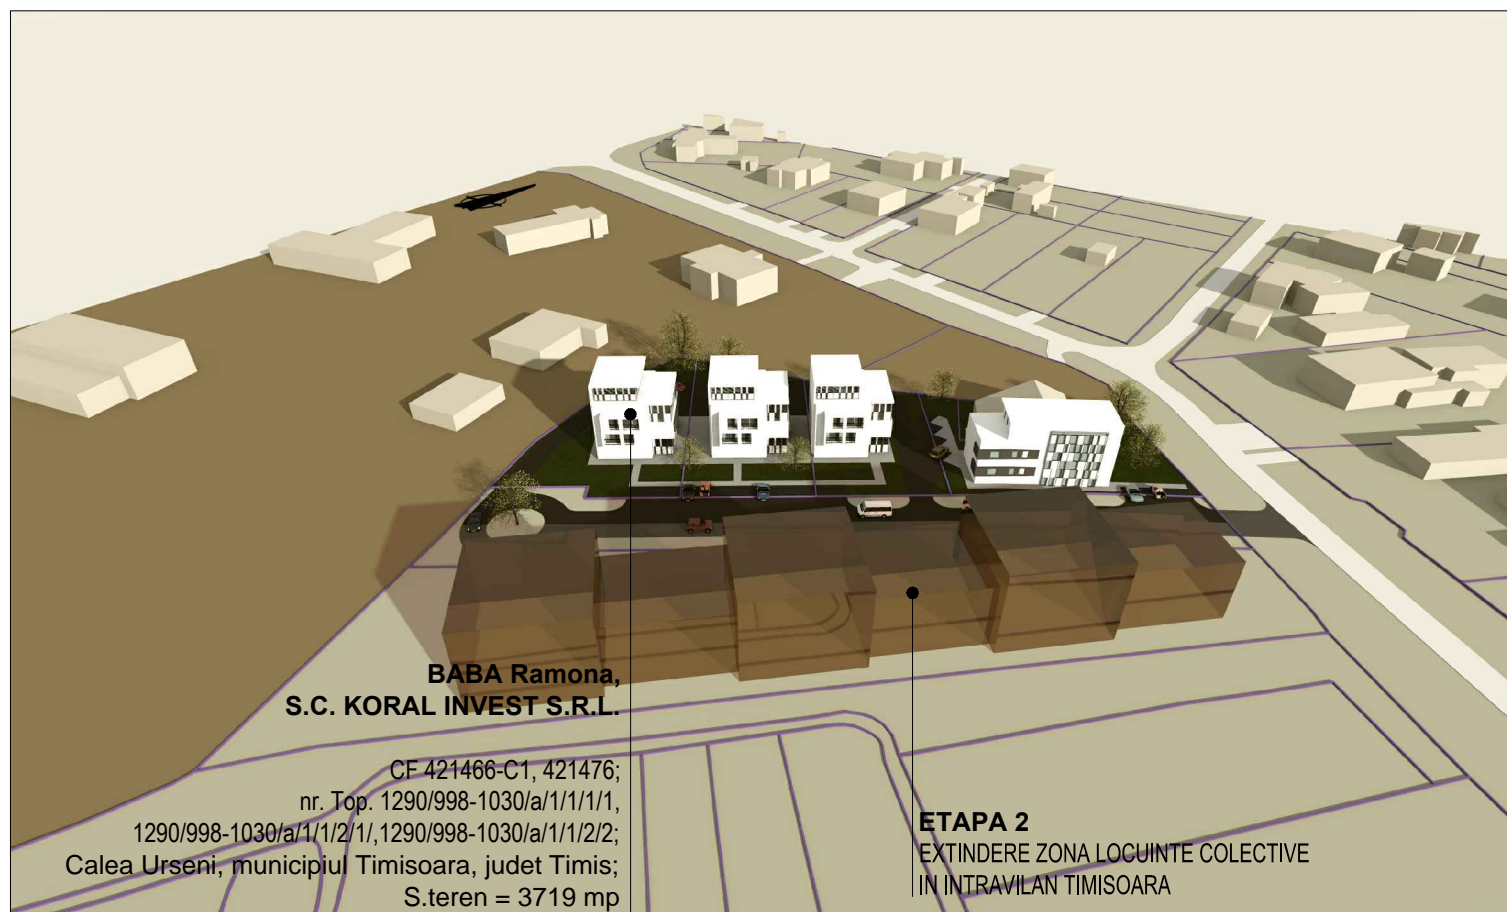 BABA Ramona,
S.C. KORAL INVEST S.R.L.
CF 421466-C1, 421476;
nr. Top. 1290/998-1030/a/1/1/1/1,
1290/998-1030/a/1/1/2/1/,1290/998-1030/a/1/1/2/2;
Calea Urseni, municipiul Timisoara, judet Timis;
S.teren = 3719 mp
ETAPA 2
EXTINDERE ZONA LOCUINTE COLECTIVE
IN INTRAVILAN TIMISOARA